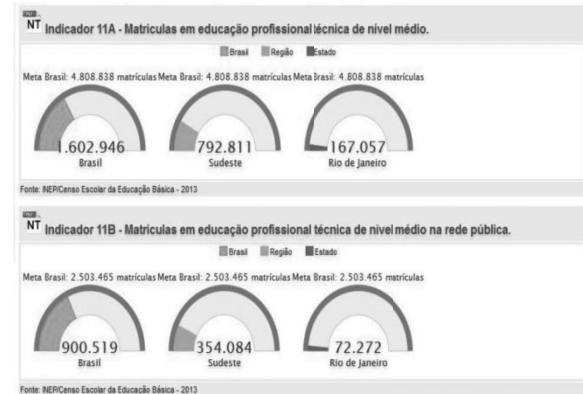 NT Indicador 11A - Matriculas em educação profissional técnica de nível médio.
Brasil Região Estado
Meta Brasil: 4.808.838 matrículas Meta Brasil: 4.808.838 matrículas Meta Brasil: 4.808.838 matrículas
1.602.946 792.811 167.057
Brasil Sudeste Rio de Janeiro
Fonte: INEP/Censo Escolar da Educação Básica - 2013
NT Indicador 11B - Matriculas em educação profissional técnica de nível médio na rede pública.
Brasil Região Estado
Meta Brasil: 2.503.465 matrículas Meta Brasil: 2.503.465 matrículas Meta Brasil: 2.503.465 matrículas
900.519 354.084 72.272
Brasil Sudeste Rio de Janeiro
Fonte: INEP/Censo Escolar da Educação Básica - 2013